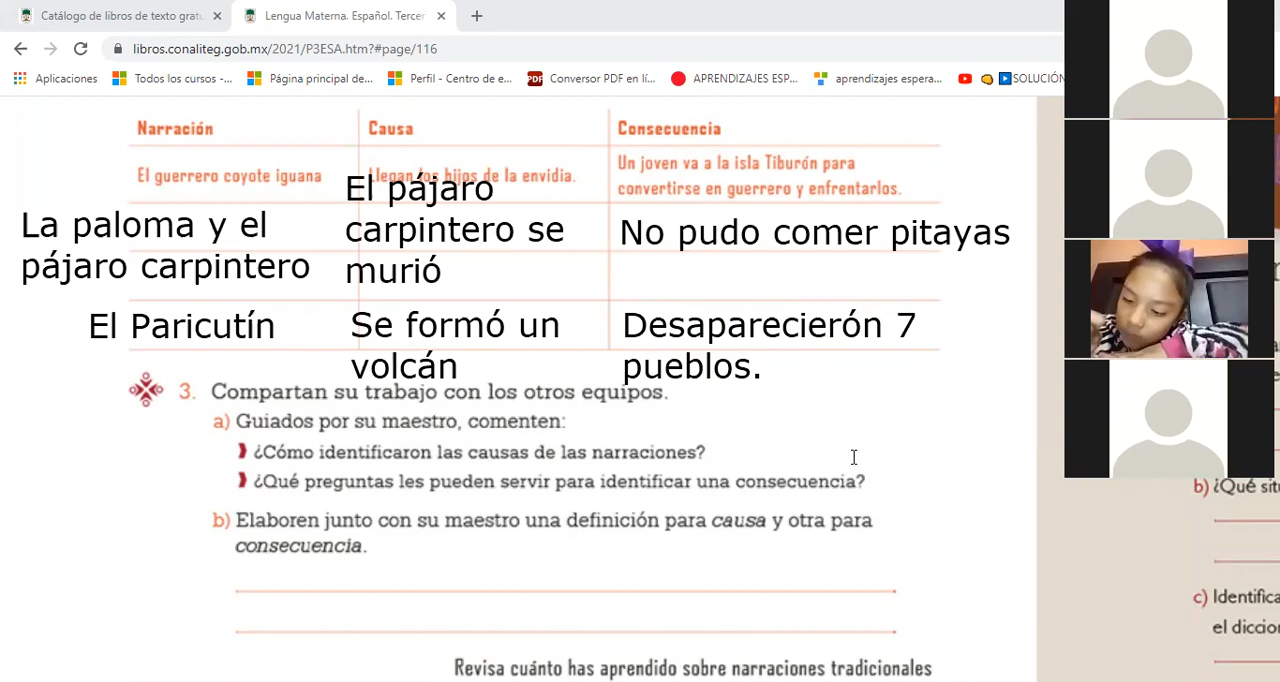 Catálogo de libros de texto grat
Lengua Materna. Español. Tercer
libros.conaliteg.gob.mx/2021/P3ESA.htm?#page/116
Aplicaciones
Todos los cursos -...
Página principal de...
Perfil - Centro de e...
PDF
Conversor PDF en lí...
APRENDIZAJES ESP...
aprendizajes espera...
SOLUCIÓN
Narración
Causa
Consecuencia
El guerrero coyote iguana
Llegan los hijos de la envidia.
Un joven va a la isla Tiburón para
convertirse en guerrero y enfrentarlos.
La paloma y el
pájaro carpintero
El pájaro
carpintero se
murió
No pudo comer pitayas
El Paricutín
Se formó un
volcán
Desaparecierón 7
pueblos.
3. Compartan su trabajo con los otros equipos.
a) Guiados por su maestro, comenten:
¿Cómo identificaron las causas de las narraciones?
¿Qué preguntas les pueden servir para identificar una consecuencia?
b) Elaboren junto con su maestro una definición para causa y otra para
consecuencia.
Revisa cuánto has aprendido sobre narraciones tradicionales
b) ¿Qué
c)
el